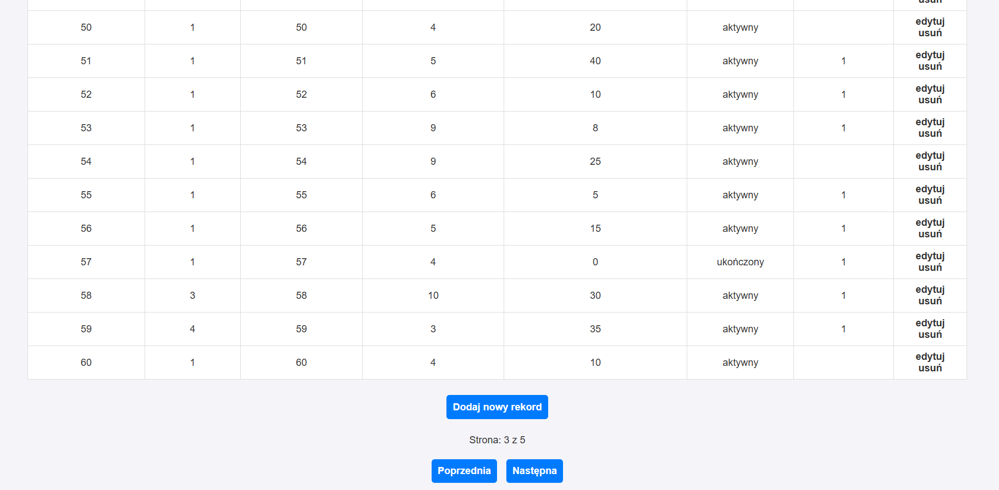 usuń
50 1 50 4 20 aktywny edytuj
usuń
51 1 51 5 40 aktywny 1 edytuj
usuń
52 1 52 6 10 aktywny 1 edytuj
usuń
53 1 53 9 8 aktywny 1 edytuj
usuń
54 1 54 9 25 aktywny edytuj
usuń
55 1 55 6 5 aktywny 1 edytuj
usuń
56 1 56 5 15 aktywny 1 edytuj
usuń
57 1 57 4 0 ukończony 1 edytuj
usuń
58 3 58 10 30 aktywny 1 edytuj
usuń
59 4 59 3 35 aktywny 1 edytuj
usuń
60 1 60 4 10 aktywny edytuj
usuń
Dodaj nowy rekord
Strona: 3 z 5
Poprzednia Następna